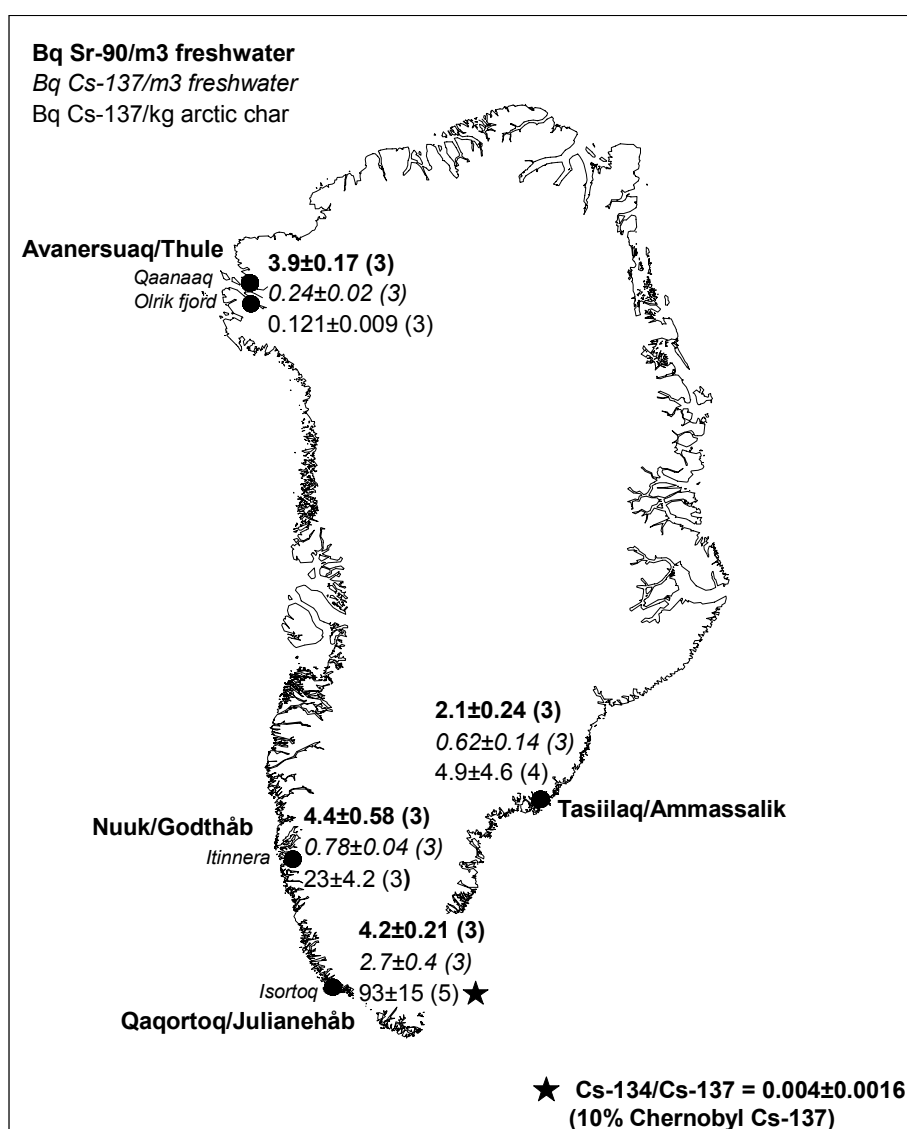 Bq Sr-90/m3 freshwater
Bq Cs-137/m3 freshwater
Bq Cs-137/kg arctic char
Avanersuaq/Thule
Qaanaaq
Olrik fjord
3.9±0.17 (3)
0.24±0.02 (3)
0.121±0.009 (3)
2.1±0.24 (3)
0.62±0.14 (3)
4.9±4.6 (4)
Tasiilaq/Ammassalik
Nuuk/Godthåb
Itinnera
4.4±0.58 (3)
0.78±0.04 (3)
23±4.2 (3)
4.2±0.21 (3)
2.7±0.4 (3)
Isortoq
93±15 (5) ★
Qaqortoq/Julianehåb
★ Cs-134/Cs-137 = 0.004±0.0016
(10% Chernobyl Cs-137)